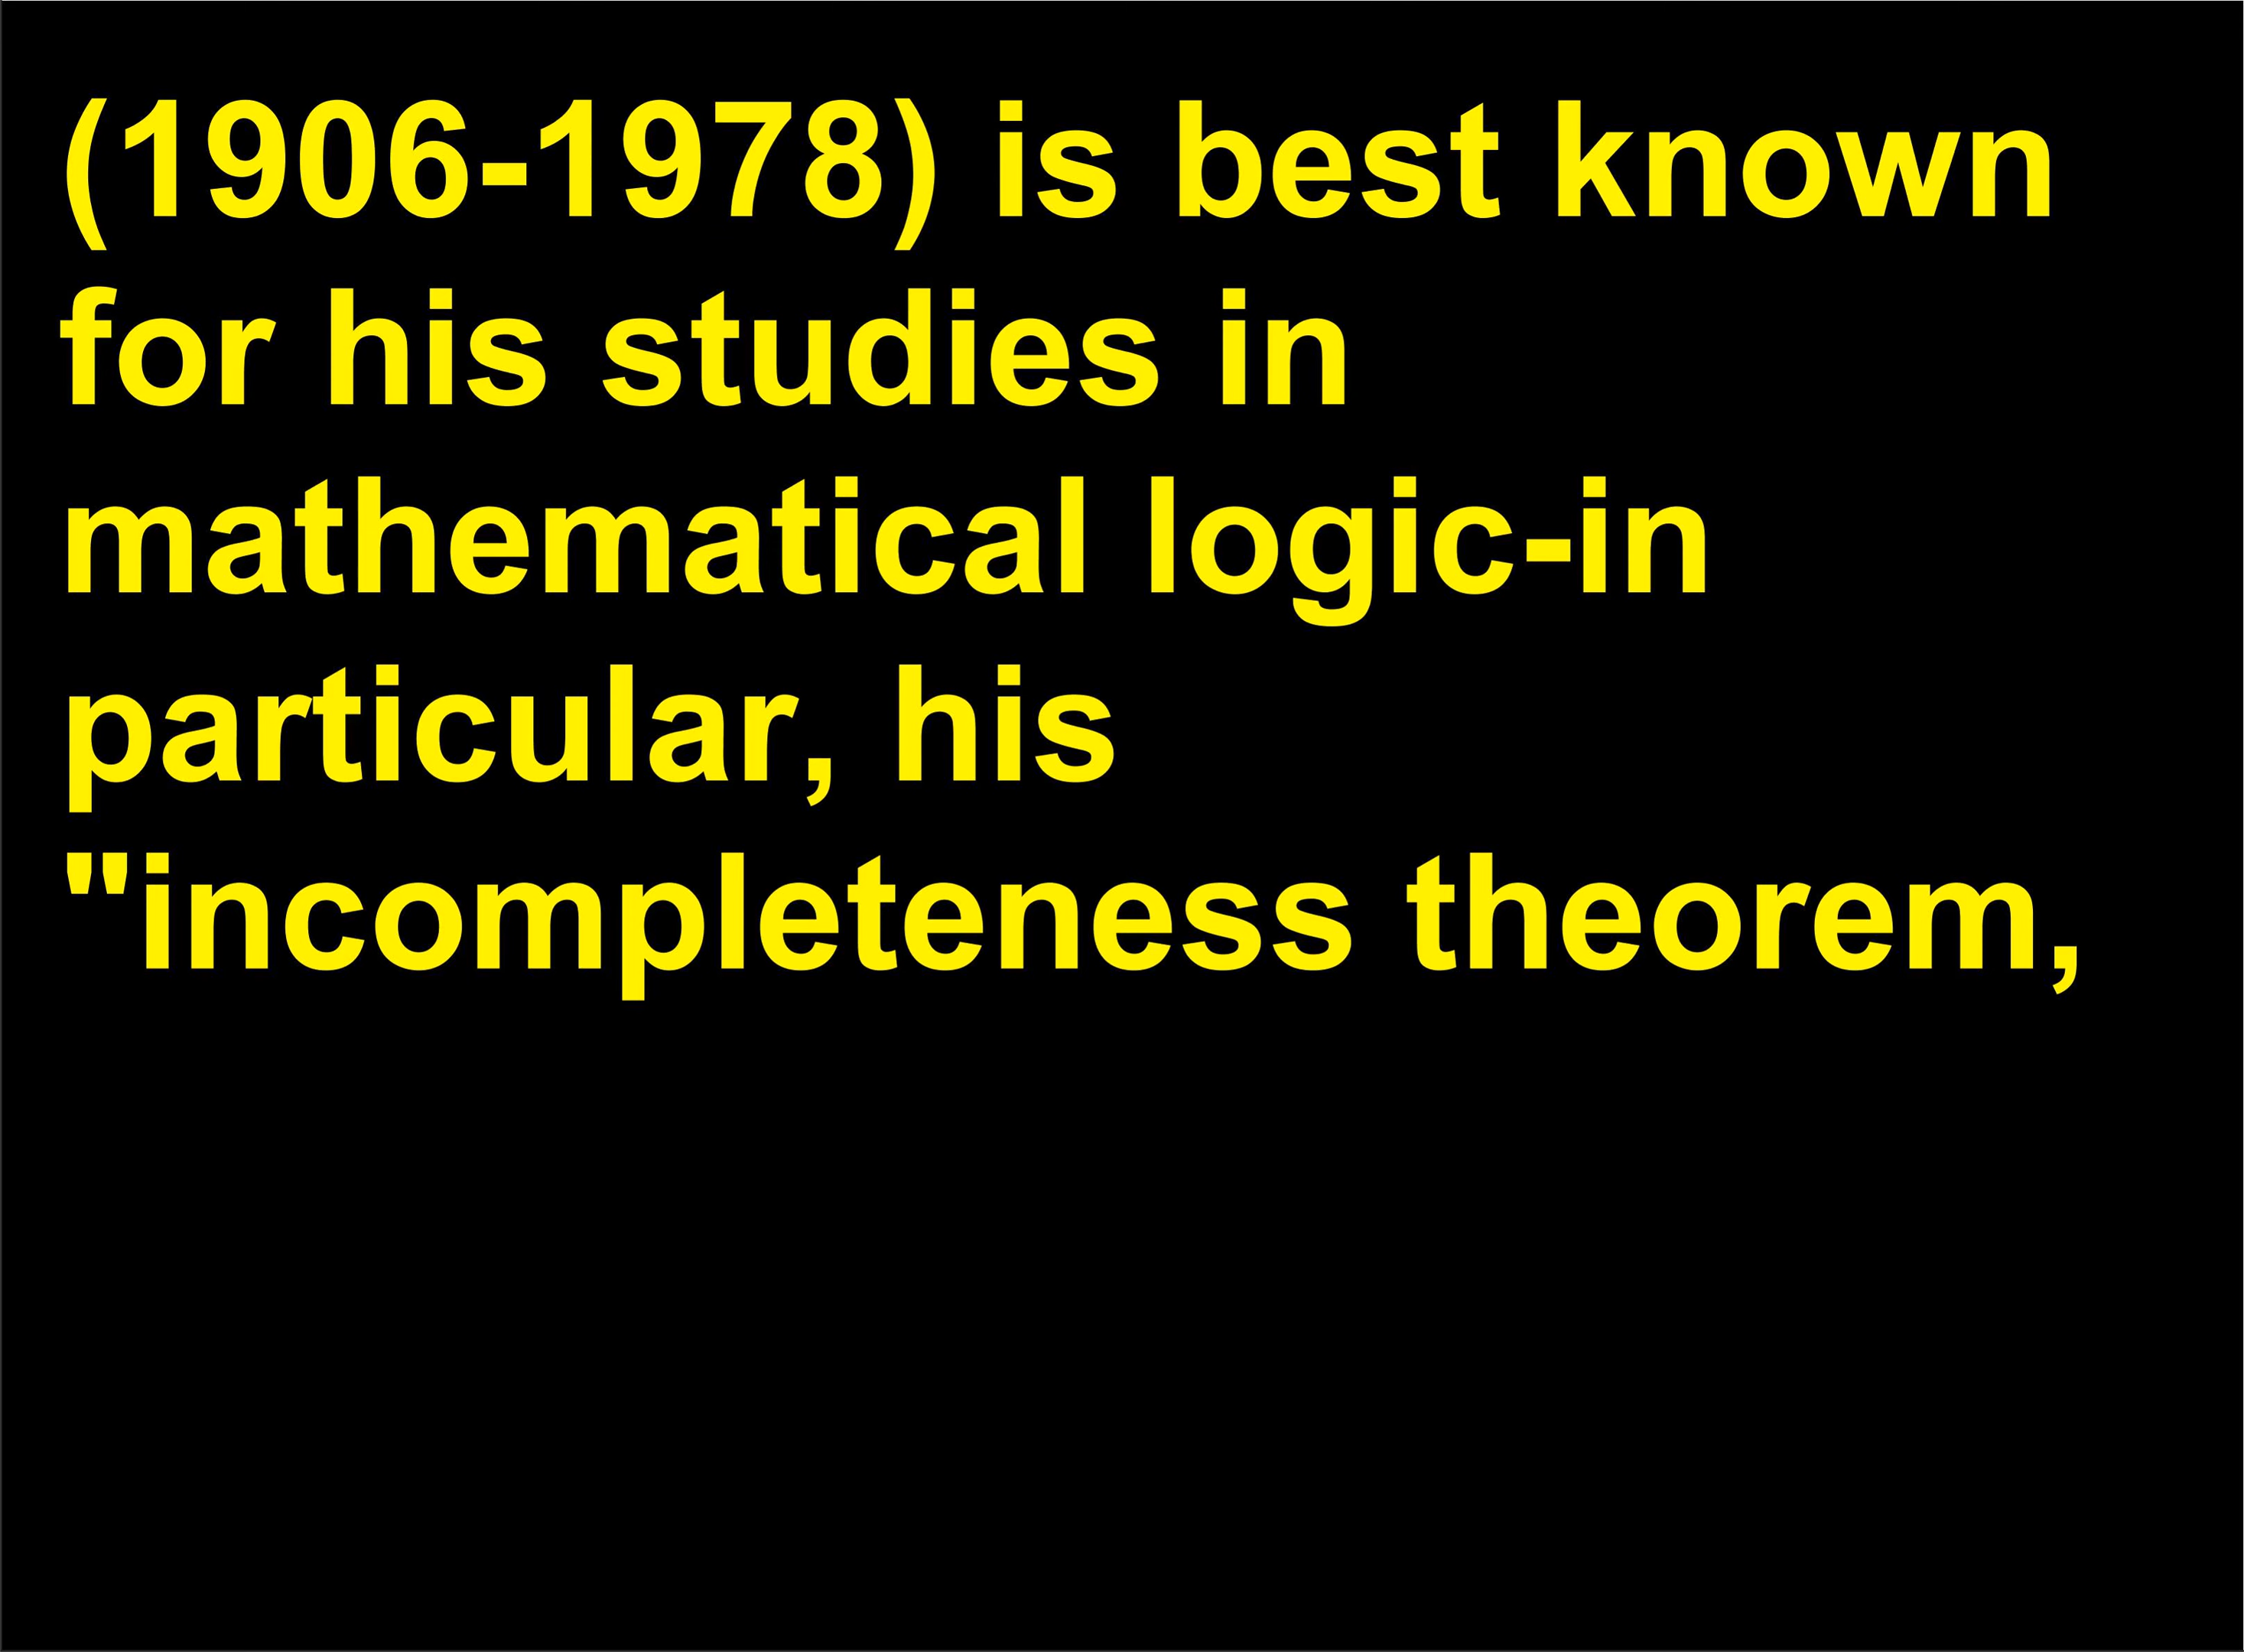 (1906-1978) is best known
for his studies in
mathematical logic-in
particular, his
"incompleteness theorem,